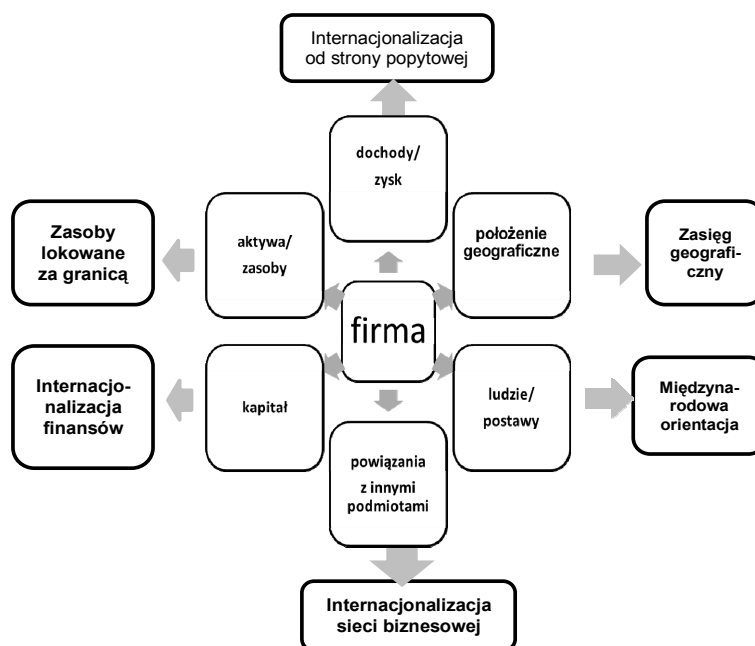 Internacjonalizacja
od strony popytowej
dochody/
zysk
Zasoby
lokowane
za granicą
aktywa/
zasoby
położenie
geograficzne
Zasięg
geografi-
czny
firma
Internacjo-
nalizacja
finansów
kapitał
ludzie/
postawy
Międzyna-
rodowa
orientacja
powiązania
z innymi
podmiotami
Internacjonalizacja
sieci biznesowej